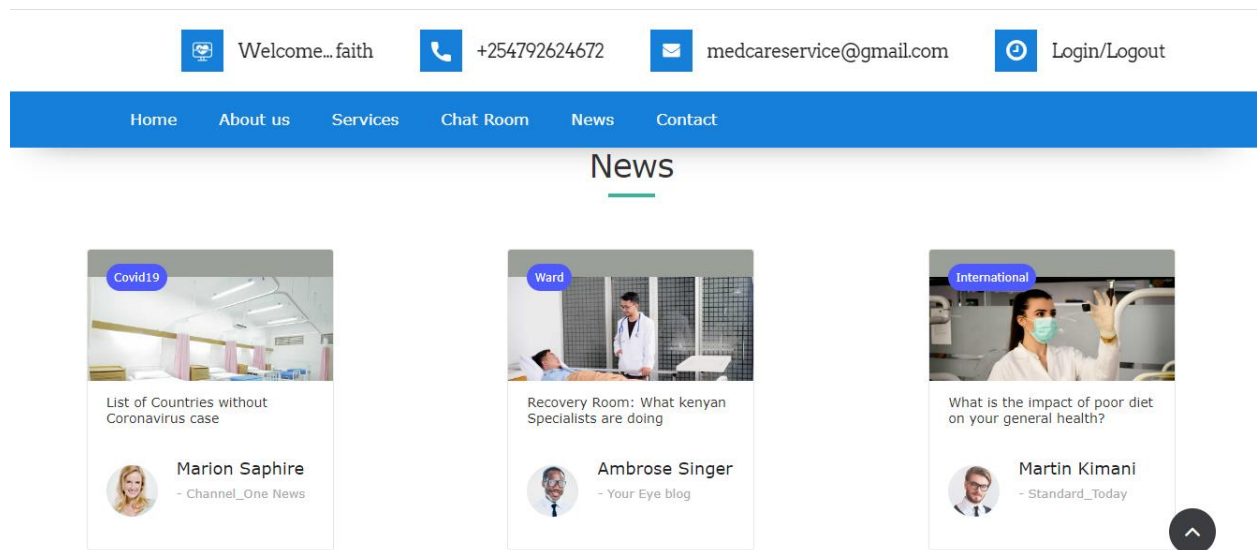 Welcome... faith +254792624672 medcareservice@gmail.com Login/Logout
Home About us Services Chat Room News Contact
News
Covid19
List of Countries without
Coronavirus case
Marion Saphire
- Channel_One News
Ward
Recovery Room: What kenyan
Specialists are doing
Ambrose Singer
- Your Eye blog
International
What is the impact of poor diet
on your general health?
Martin Kimani
- Standard_Today